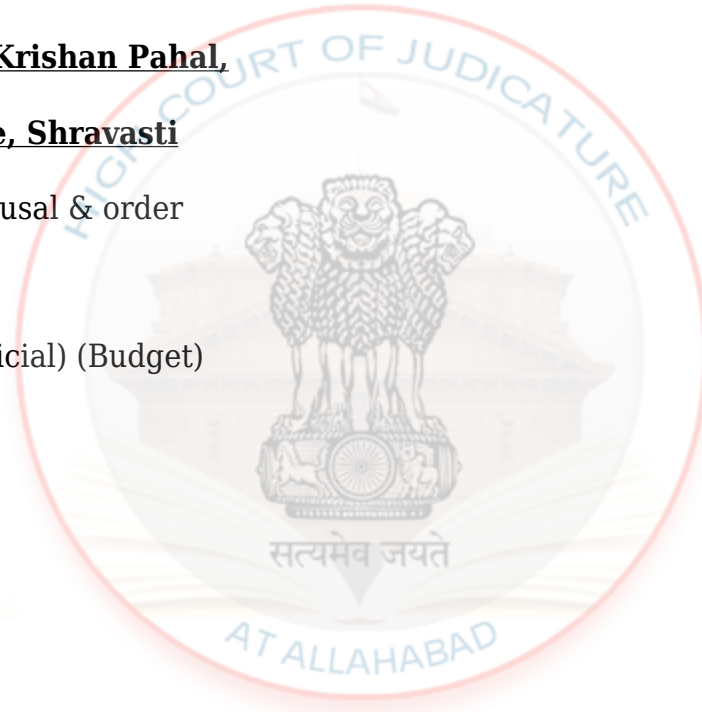 Krishan Pahal,
e, Shravasti
usal & order
icial) (Budget)
HIGH COURT OF JUDICATURE
सत्यमेव जयते
AT ALLAHABAD